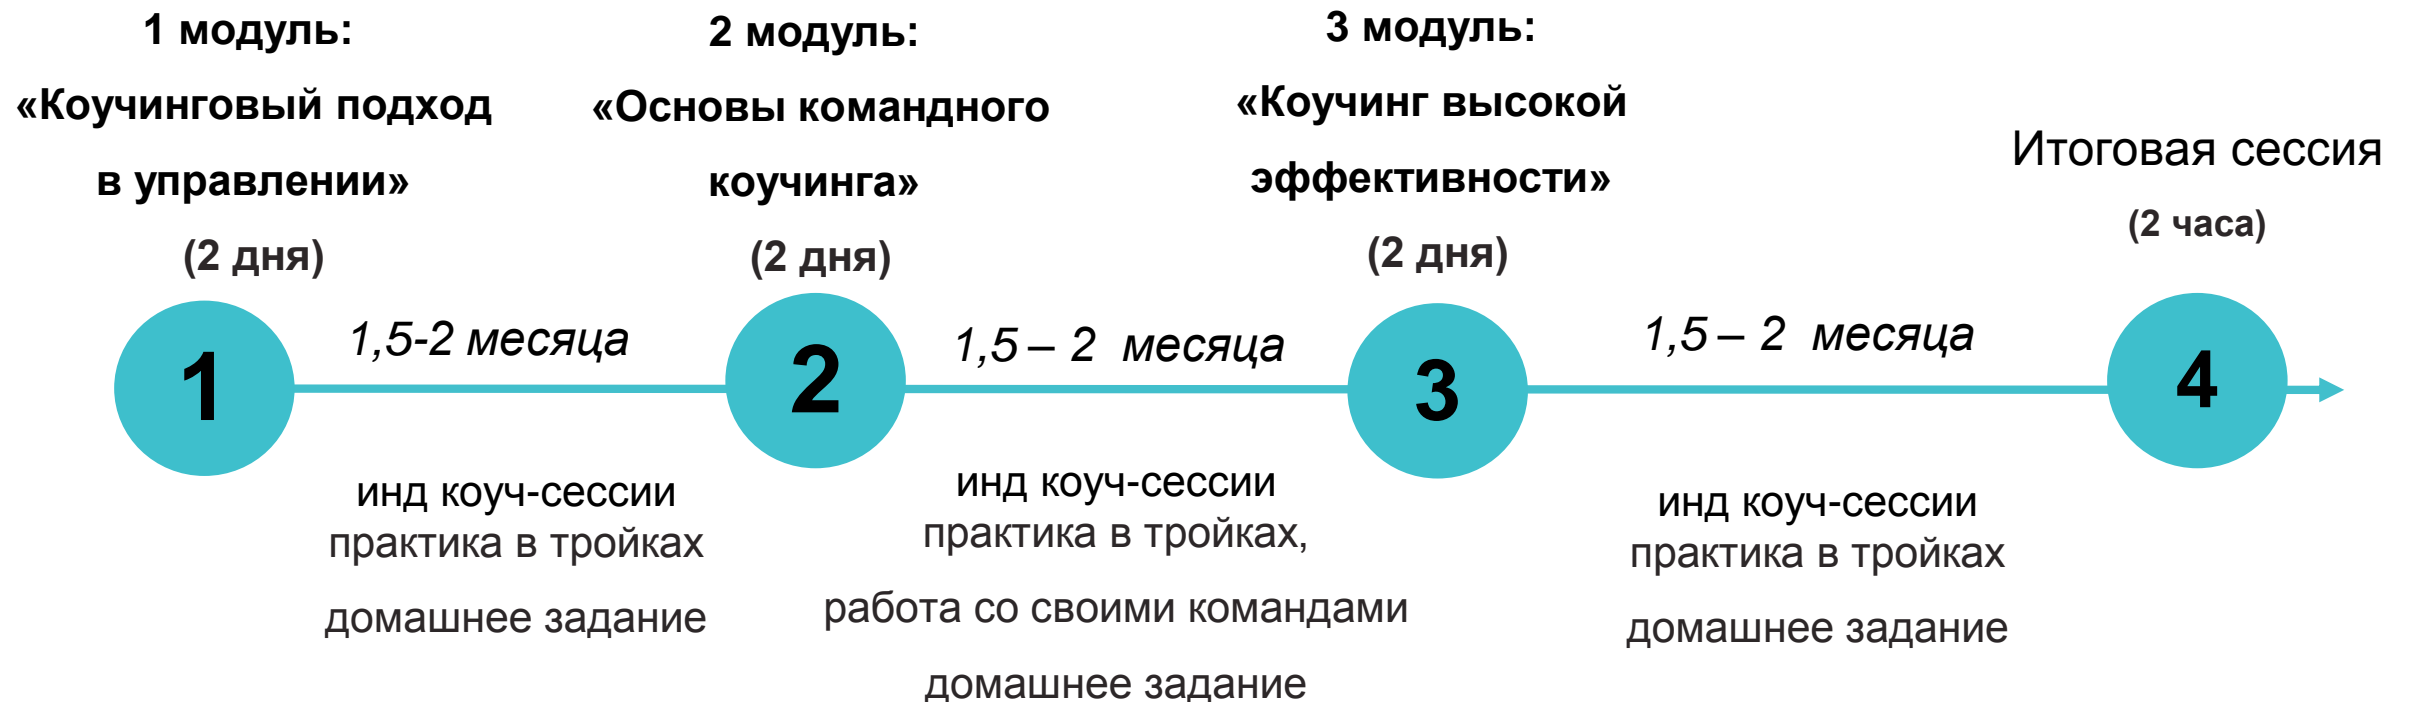 1 модуль:
«Коучинговый подход
в управлении»
(2 дня)
2 модуль:
«Основы командного
коучинга»
(2 дня)
3 модуль:
«Коучинг высокой
эффективности»
(2 дня)
Итоговая сессия
(2 часа)
1
1,5-2 месяца
2
1,5 – 2 месяца
3
1,5 – 2 месяца
4
инд коуч-сессии
практика в тройках
домашнее задание
инд коуч-сессии
практика в тройках,
работа со своими командами
домашнее задание
инд коуч-сессии
практика в тройках
домашнее задание